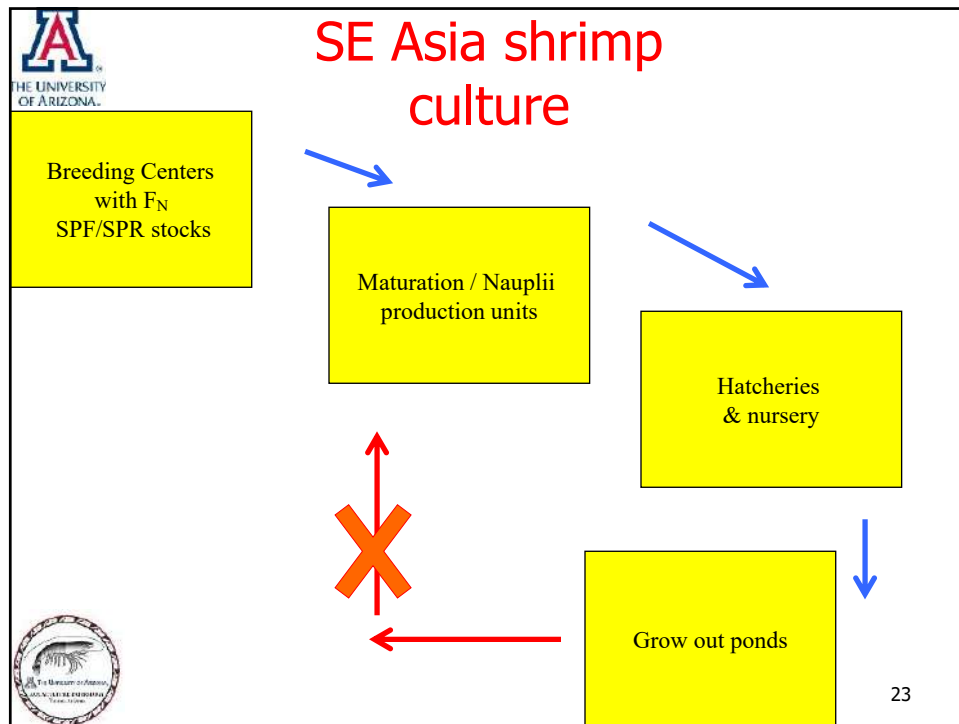 THE UNIVERSITY
OF ARIZONA.
SE Asia shrimp
culture
Breeding Centers
with F_N
SPF/SPR stocks
Maturation / Nauplii
production units
Hatcheries
& nursery
Grow out ponds
23